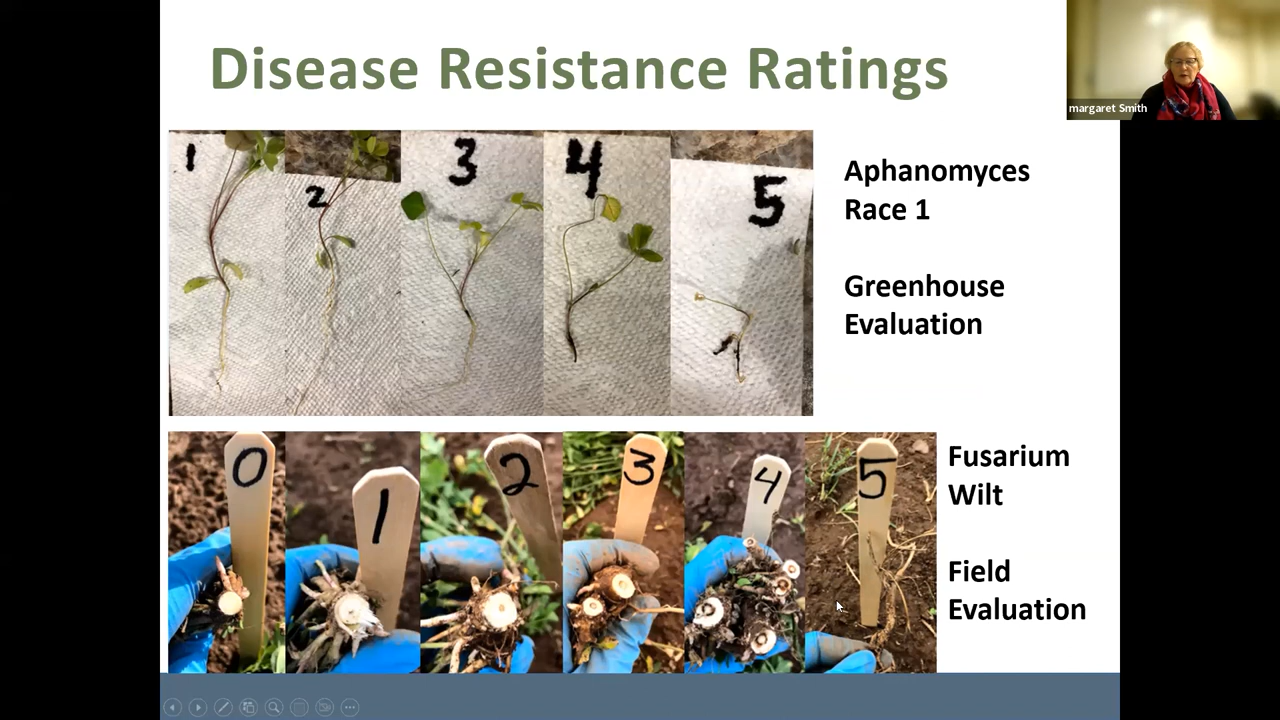 Disease Resistance Ratings
margaret Smith
1
2
3
4
5
Aphanomyces
Race 1
Greenhouse
Evaluation
0
1
2
3
4
5
Fusarium
Wilt
Field
Evaluation